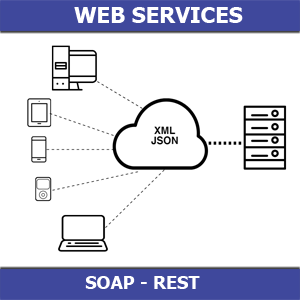 WEB SERVICES
XML
JSON
SOAP - REST